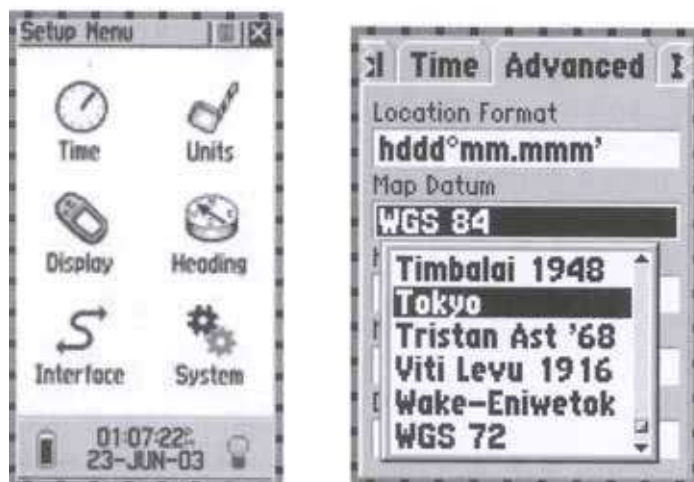 Setup Menu
Time
Units
Display
Heading
Interface
System
01:07:22
23-JUN-03
Time
Advanced
Location Format
hddd°mm.mmm'
Map Datum
WGS 84
Timbalai 1948
Tokyo
Tristan Ast '68
Viti Levu 1916
Wake-Eniwetok
WGS 72